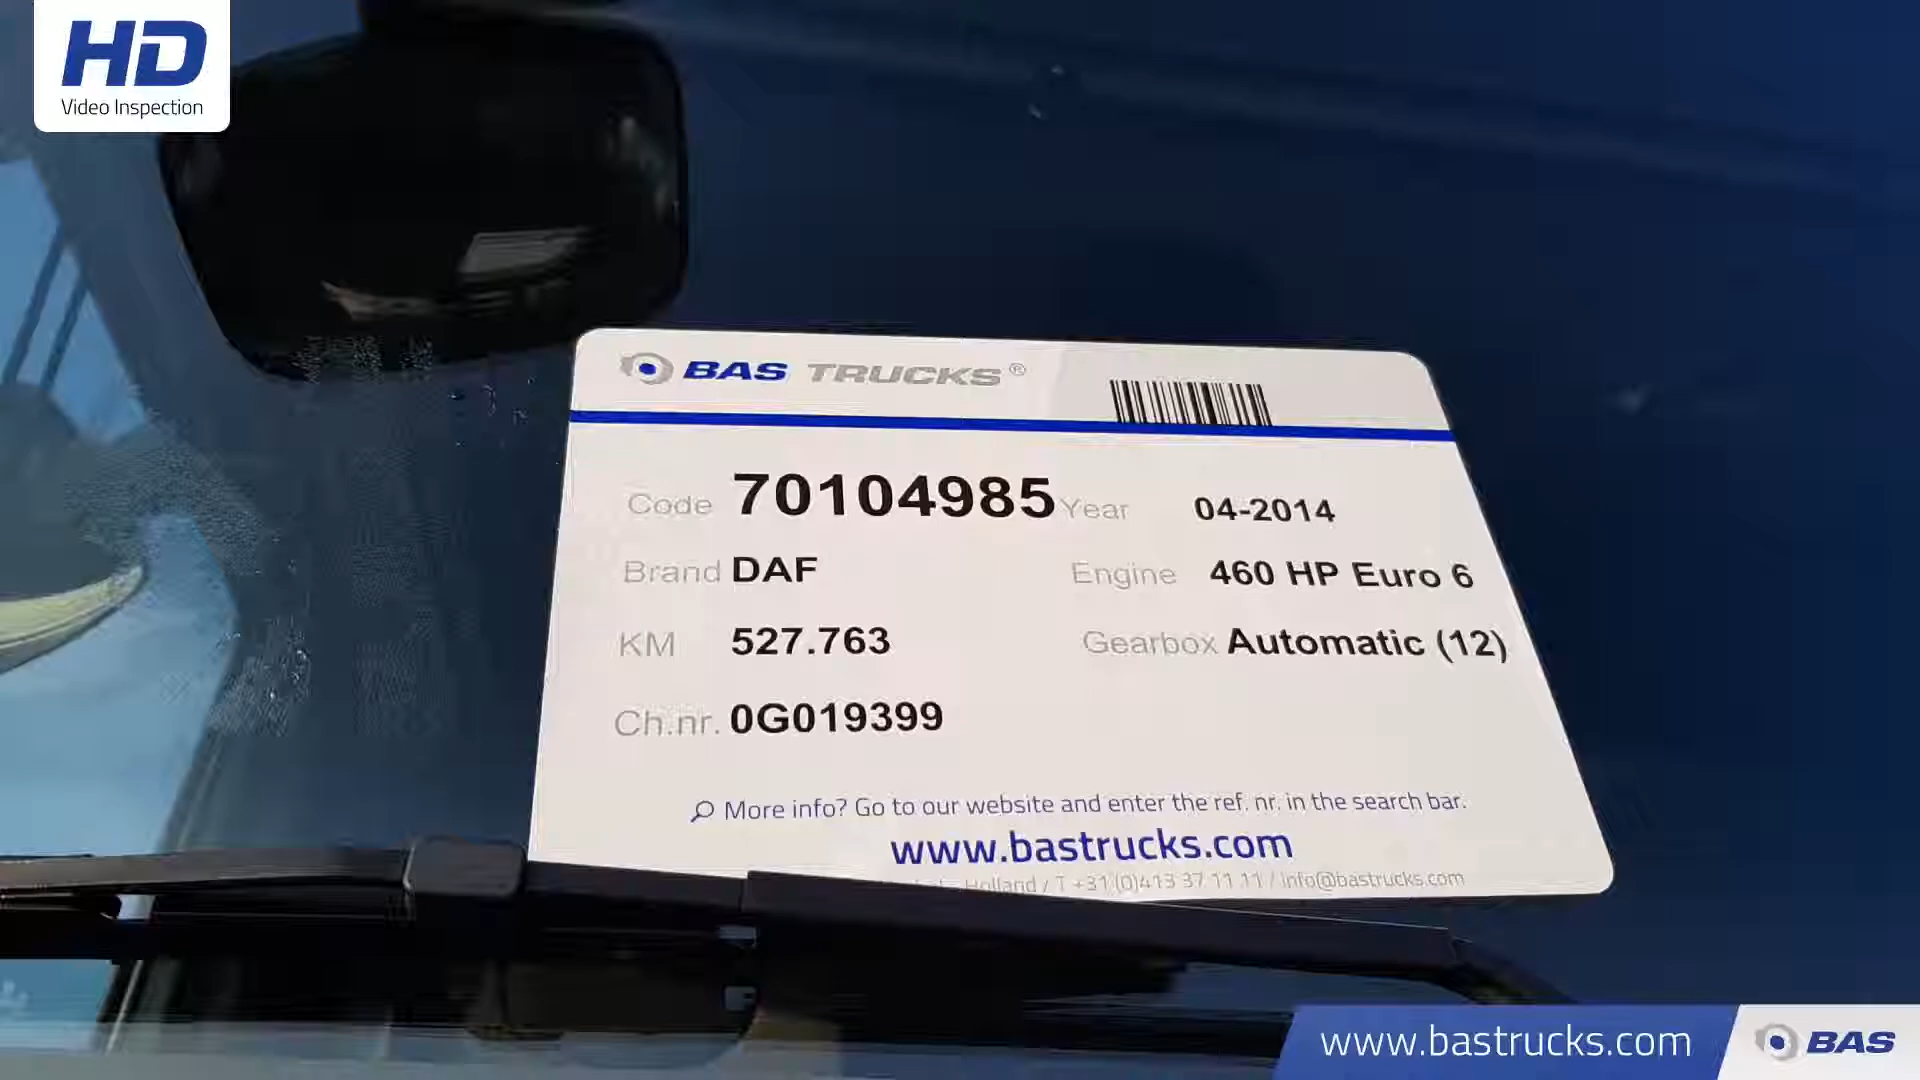 HD
Video Inspection
BAS TRUCKS®
Code 70104985 Year 04-2014
Brand DAF Engine 460 HP Euro 6
KM 527.763 Gearbox Automatic (12)
Ch.nr. 0G019399
More info? Go to our website and enter the ref. nr. in the search bar.
www.bastrucks.com
Holland / T +31 (0)413 37 11 11 / info@bastrucks.com
www.bastrucks.com BAS